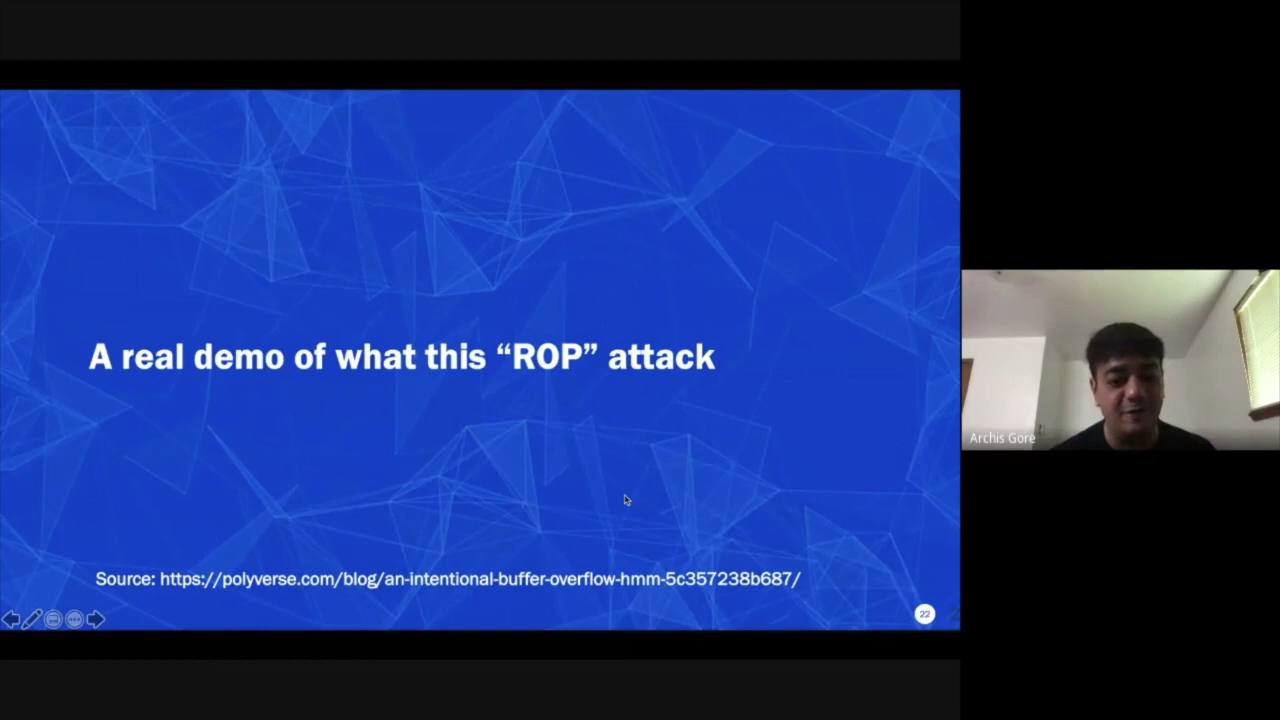 A real demo of what this “ROP” attack
Archis Gore
Source: https://polyverse.com/blog/an-intentional-buffer-overflow-hmm-5c357238b687/
22